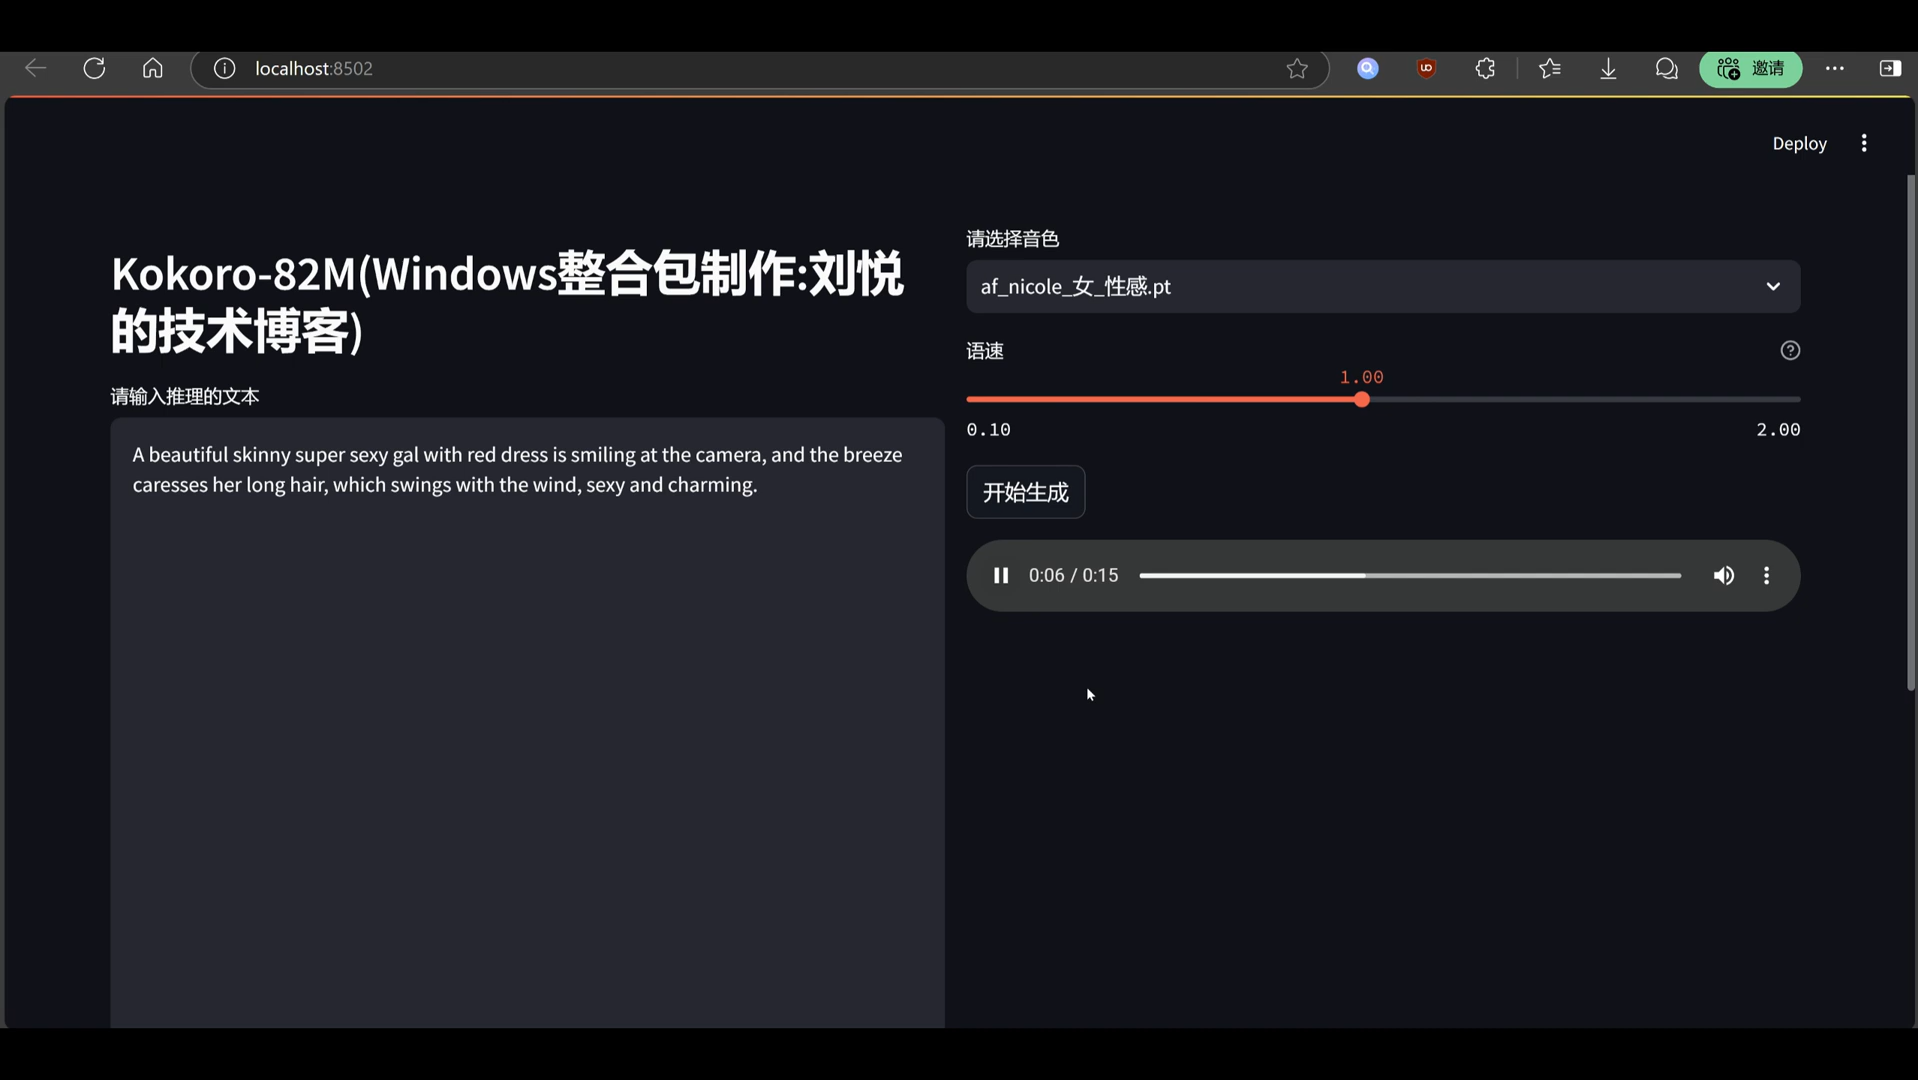 localhost:8502
邀请
Deploy
Kokoro-82M(Windows整合包制作:刘悦
的技术博客)
请输入推理的文本
A beautiful skinny super sexy gal with red dress is smiling at the camera, and the breeze
caresses her long hair, which swings with the wind, sexy and charming.
请选择音色
af_nicole_女_性感.pt
语速
1.00
0.10
2.00
开始生成
0:06 / 0:15